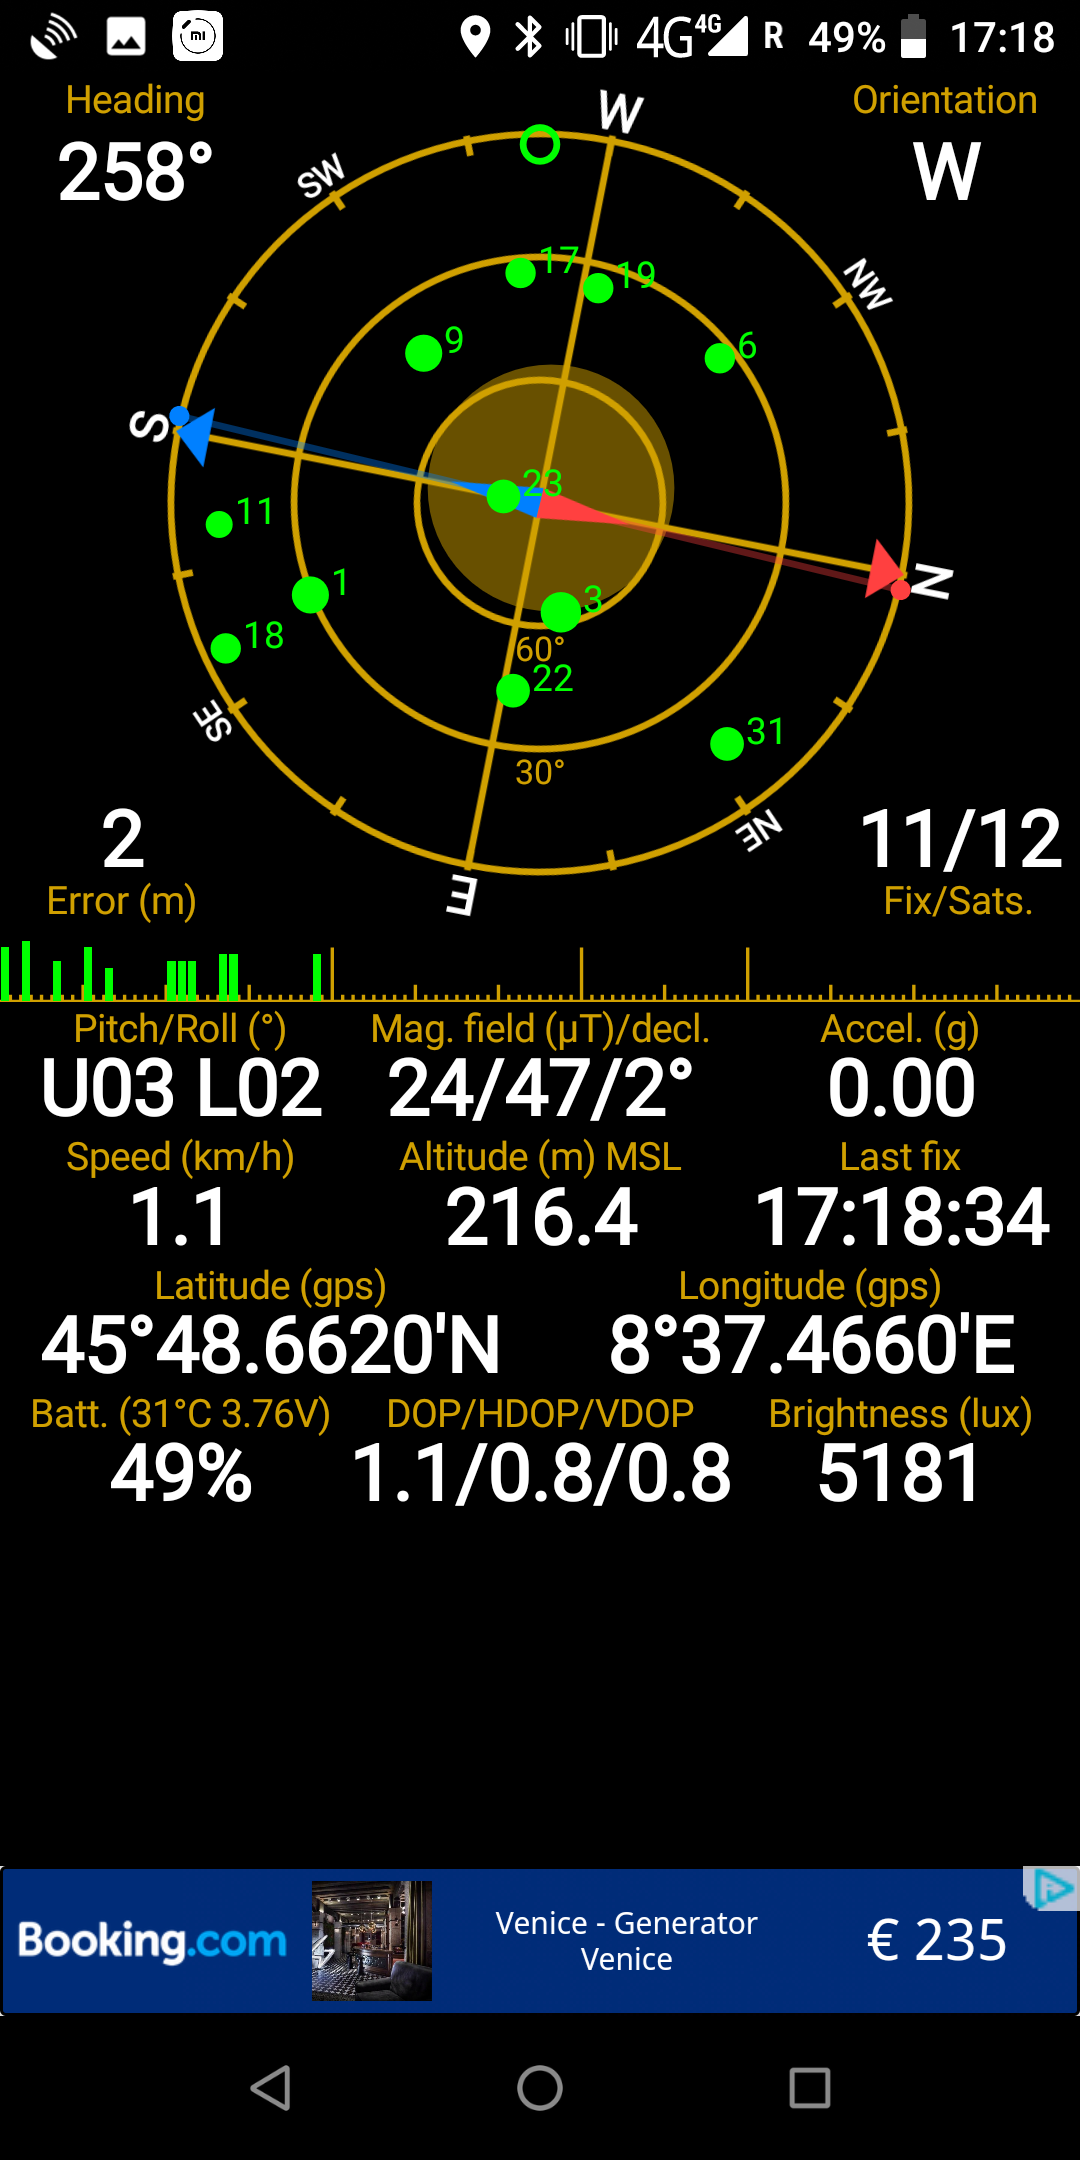 mi 4G 4G R 49% 17:18
Heading
Orientation
258°
W
W
SW
NW
17
19
9
6
S
23
11
N
1
3
18
60°
22
SE
31
30°
NE
2
11/12
E
Error (m)
Fix/Sats.
Pitch/Roll (°) Mag. field (µT)/decl. Accel. (g)
U03 L02 24/47/2° 0.00
Speed (km/h) Altitude (m) MSL Last fix
1.1 216.4 17:18:34
Latitude (gps) Longitude (gps)
45°48.6620'N 8°37.4660'E
Batt. (31°C 3.76V) DOP/HDOP/VDOP Brightness (lux)
49% 1.1/0.8/0.8 5181
Booking.com
Venice - Generator
Venice
€ 235